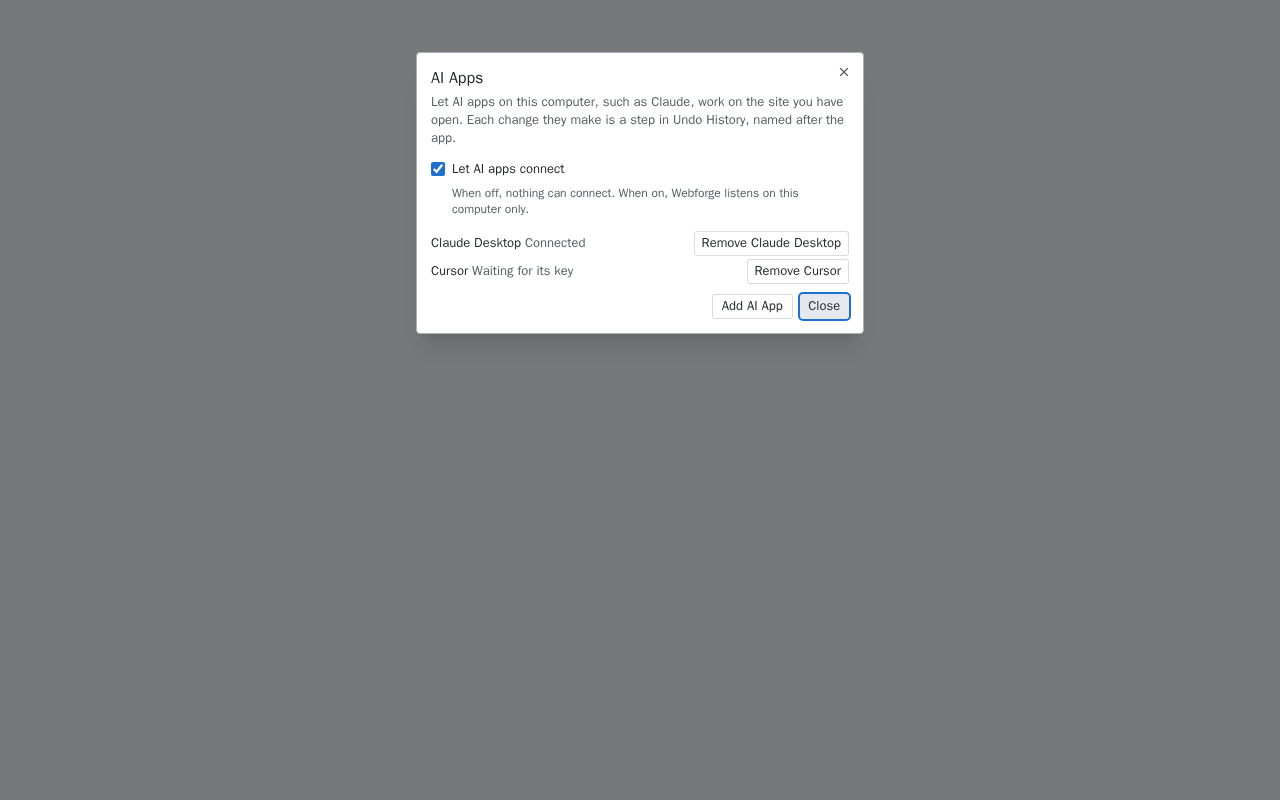 AI Apps
Let AI apps on this computer, such as Claude, work on the site you have
open. Each change they make is a step in Undo History, named after the
app.
Let AI apps connect
When off, nothing can connect. When on, Webforge listens on this
computer only.
Claude Desktop Connected
Remove Claude Desktop
Cursor Waiting for its key
Remove Cursor
Add AI App
Close